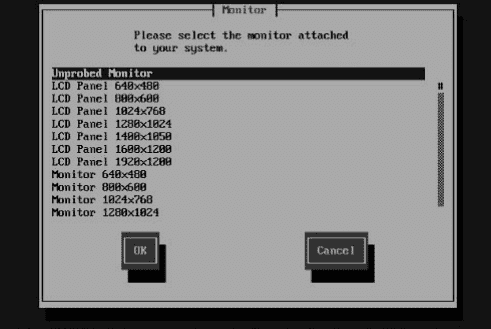 Monitor
Please select the monitor attached
to your system.
Unprobed Monitor
LCD Panel 640x480
LCD Panel 800x600
LCD Panel 1024x768
LCD Panel 1280x1024
LCD Panel 1400x1050
LCD Panel 1600x1200
LCD Panel 1920x1200
Monitor 640x480
Monitor 800x600
Monitor 1024x768
Monitor 1280x1024
OK
Cancel